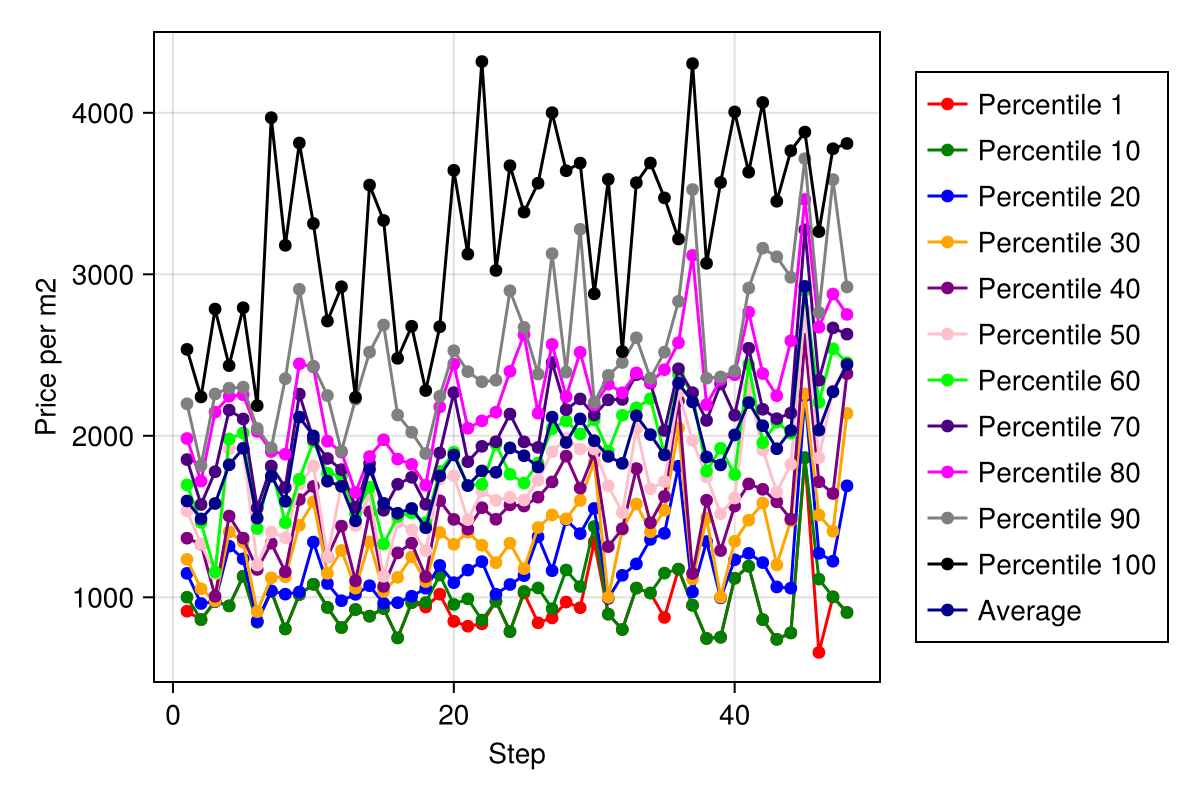 4000
3000
2000
1000
Price per m2
0 20 40
Step
Percentile 1
Percentile 10
Percentile 20
Percentile 30
Percentile 40
Percentile 50
Percentile 60
Percentile 70
Percentile 80
Percentile 90
Percentile 100
Average